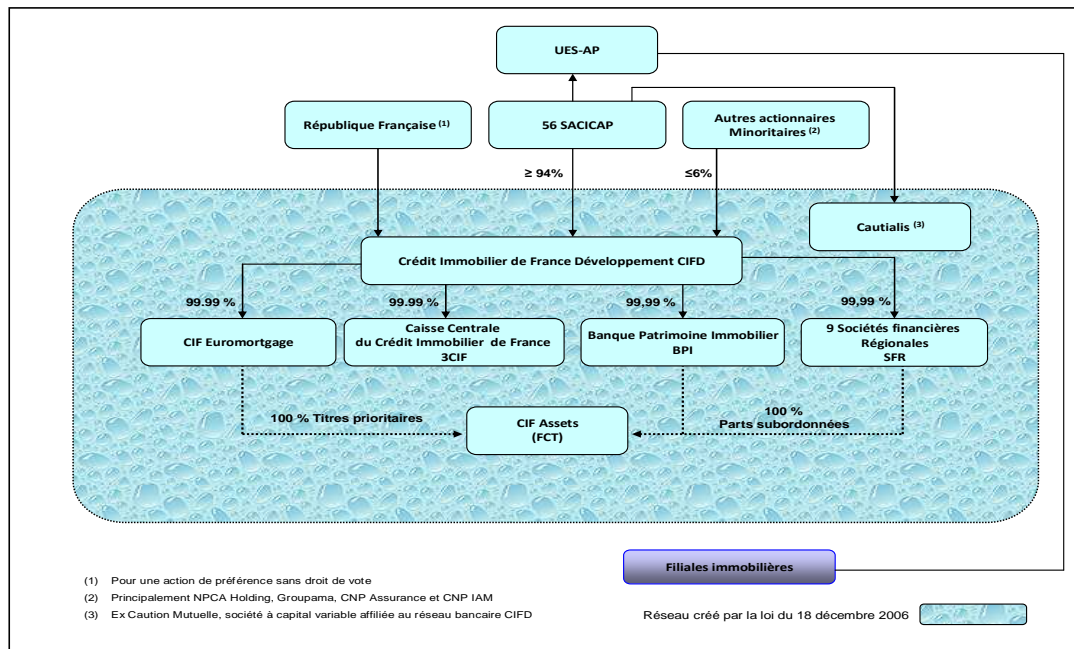 UES-AP
République Française (1)
56 SACICAP
Autres actionnaires
Minoritaires (2)
≥ 94%
≤6%
Cautialis (3)
Crédit Immobilier de France Développement CIFD
99.99 %
99.99 %
99,99 %
99,99 %
CIF Euromortgage
Caisse Centrale
du Crédit Immobilier de France
3CIF
Banque Patrimoine Immobilier
BPI
9 Sociétés financières
Régionales
SFR
100 % Titres prioritaires
CIF Assets
(FCT)
100 %
Parts subordonnées
Filiales immobilières
(1) Pour une action de préférence sans droit de vote
(2) Principalement NPCA Holding, Groupama, CNP Assurance et CNP IAM
(3) Ex Caution Mutuelle, société à capital variable affiliée au réseau bancaire CIFD
Réseau créé par la loi du 18 décembre 2006